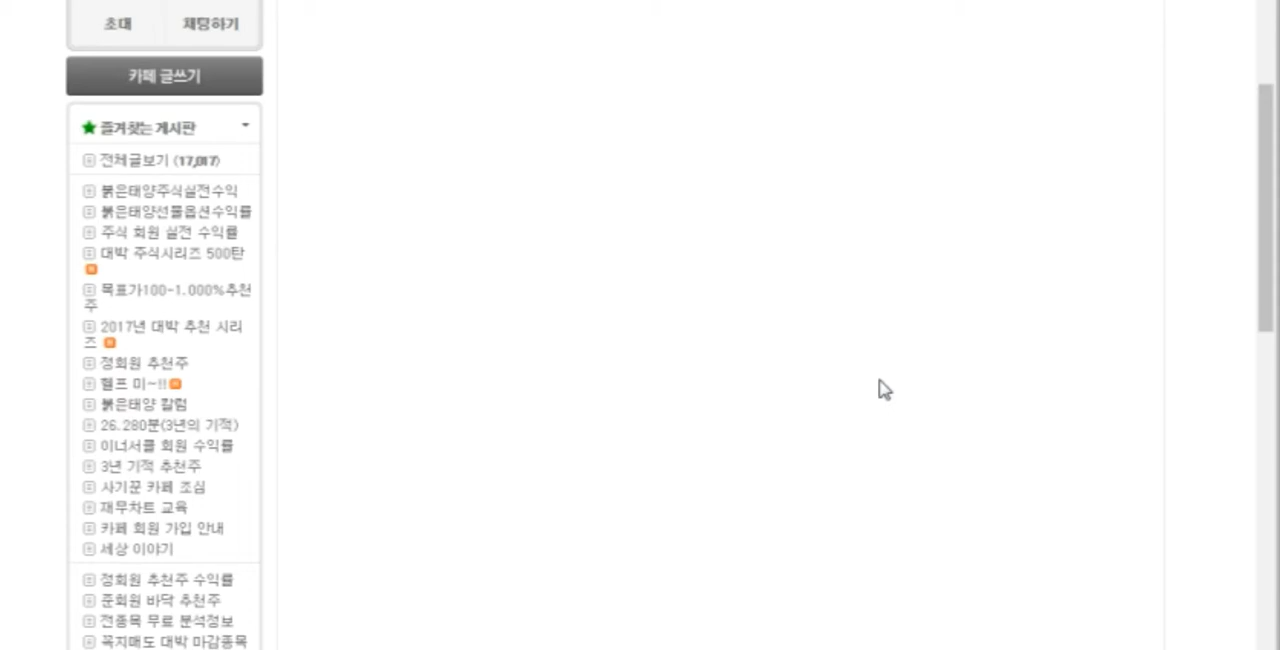 초대 채팅하기
카페 글쓰기
즐겨찾는 게시판
전체글보기 (17,017)
붉은태양주식실전수익
붉은태양선물옵션수익률
주식 회원 실전 수익률
대박 주식시리즈 500탄
목표가100-1.000%추천
주
2017년 대박 추천 시리
즈
정회원 추천주
헬프 미~!!
붉은태양 칼럼
26.280분(3년의 기적)
이너서클 회원 수익률
3년 기적 추천주
사기꾼 카페 조심
재무차트 교육
카페 회원 가입 안내
세상 이야기
정회원 추천주 수익률
준회원 바닥 추천주
전종목 무료 분석정보
꼭지매도 대박 마감종목